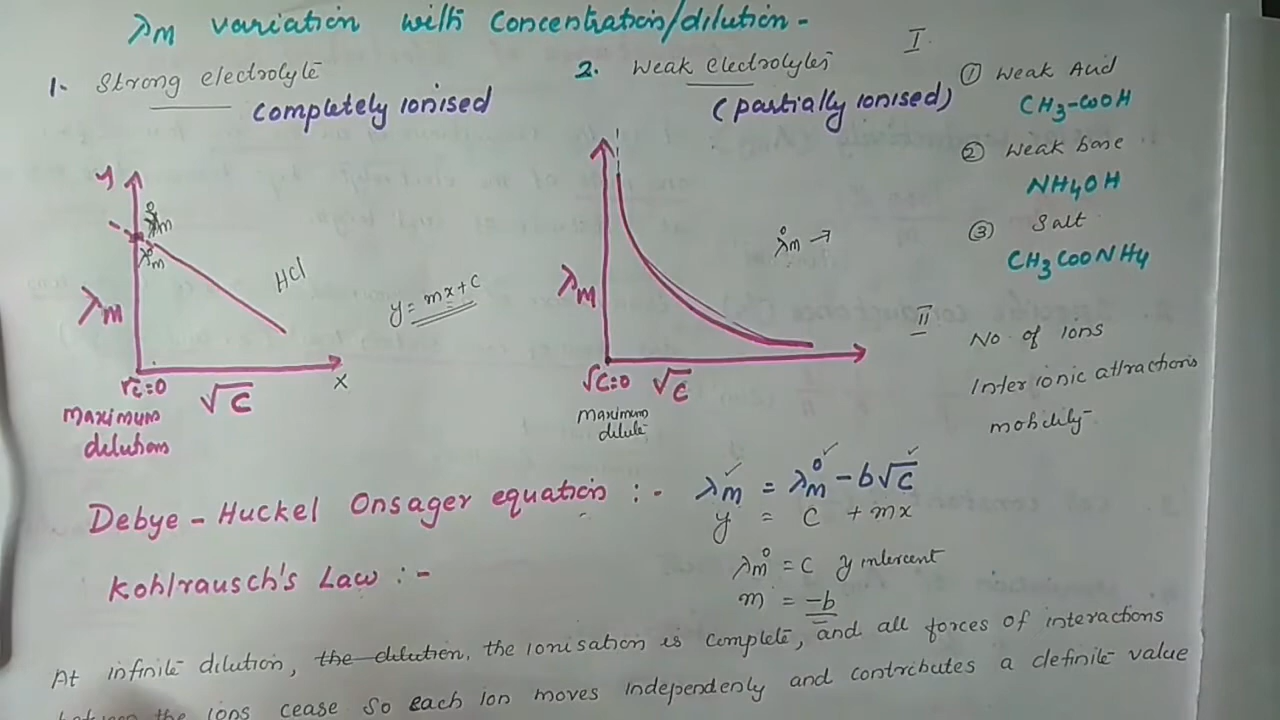 λm variation with Concentration/dilution -
1. Strong electrolyte
completely ionised
y
λ°m
λ°m
λm
HCl
y = mx+c
√c=0
√c
x
maximum
dilutions
2. Weak electrolytes
(partially ionised)
λm
λ°m →
√c=0
√c
maximum
dilute
I
① Weak Acid
CH3-COOH
② Weak base
NH4OH
③ Salt
CH3COONH4
II
No. of Ions
Inter ionic attractions
mobility
Debye-Huckel Onsager equation :- λm = λ°m - b√c
y = c + mx
λ°m = c y intercent
m = -b
Kohlrausch's Law :-
At infinite dilution, the dilution, the ionisation is complete, and all forces of interactions
between the ions cease so each ion moves independenly and contributes a definite value